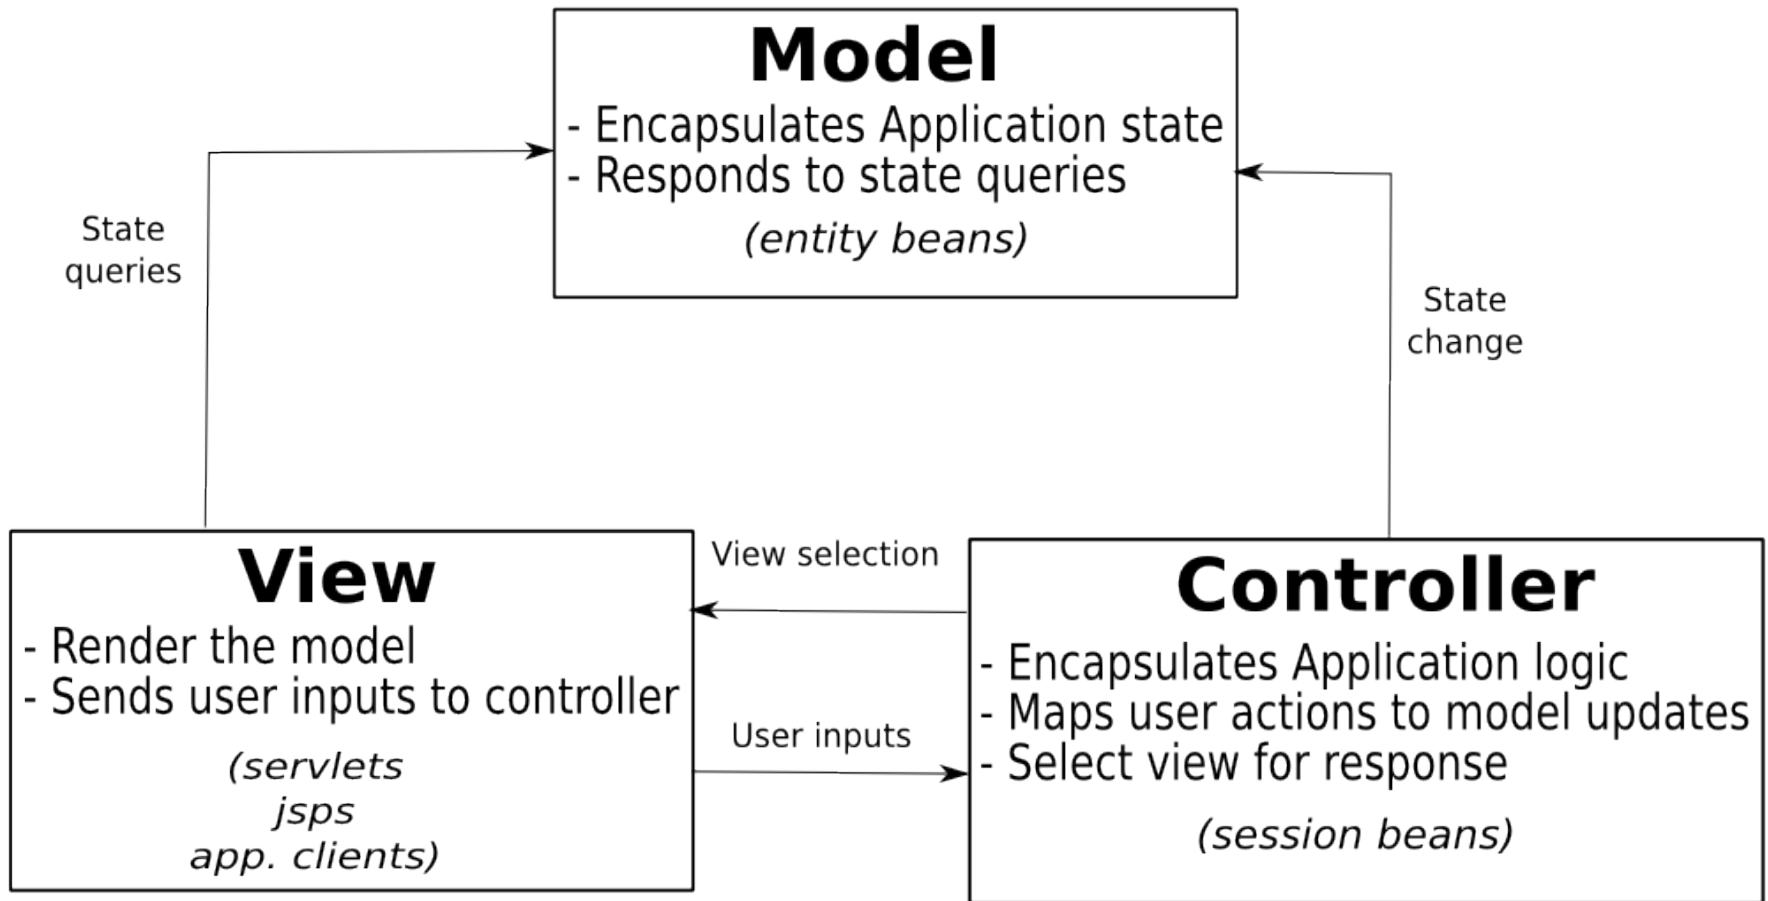 Model
- Encapsulates Application state
- Responds to state queries
(entity beans)
State
queries
State
change
View
- Render the model
- Sends user inputs to controller
(servlets
jsps
app. clients)
View selection
User inputs
Controller
- Encapsulates Application logic
- Maps user actions to model updates
- Select view for response
(session beans)